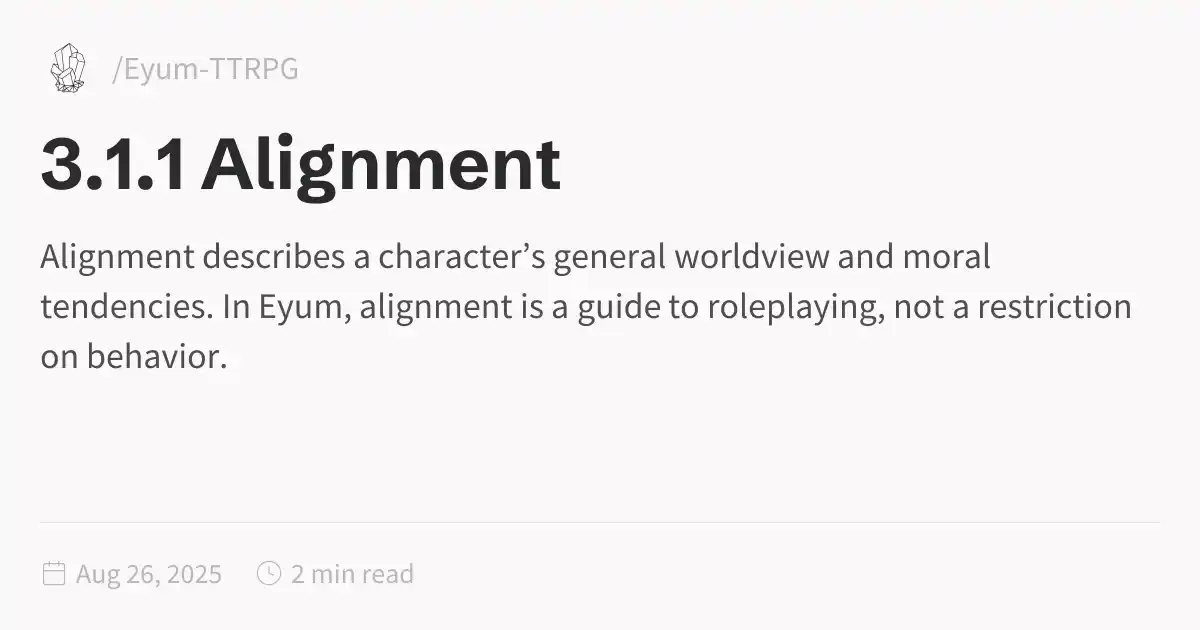 /Eyum-TTRPG
3.1.1 Alignment
Alignment describes a character’s general worldview and moral
tendencies. In Eyum, alignment is a guide to roleplaying, not a restriction
on behavior.
Aug 26, 2025 2 min read